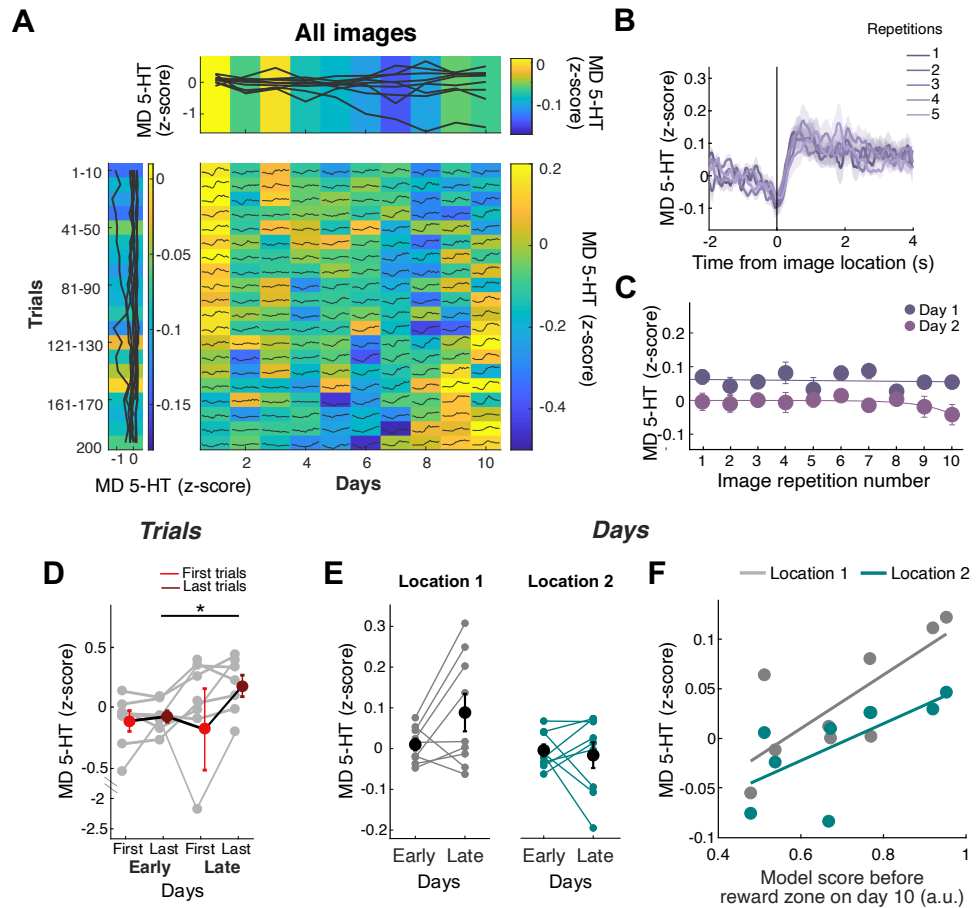 A
All images
MD 5-HT
(z-score)
0
-1
0
-0.1
MD 5-HT
(z-score)
1-10
41-50
81-90
121-130
161-170
200
Trials
-1 0
MD 5-HT (z-score)
0
-0.05
-0.1
-0.15
2
4
6
8
10
Days
0.2
0
-0.2
-0.4
MD 5-HT (z-score)
B
Repetitions
1
2
3
4
5
MD 5-HT (z-score)
0.3
0.2
0.1
0
-0.1
-2
0
2
4
Time from image location (s)
C
Day 1
Day 2
MD 5-HT (z-score)
0.2
0.1
0
-0.1
1 2 3 4 5 6 7 8 9 10
Image repetition number
Trials
Days
D
First trials
Last trials
*
MD 5-HT (z-score)
0.5
0
-0.5
-2
-2.5
First Last First Last
Early Late
Days
E
Location 1
Location 2
MD 5-HT (z-score)
0.3
0.2
0.1
0
-0.1
-0.2
Early Late
Early Late
Days
Days
F
Location 1
Location 2
MD 5-HT (z-score)
0.1
0.05
0
-0.05
-0.1
0.4
0.6
0.8
1
Model score before
reward zone on day 10 (a.u.)